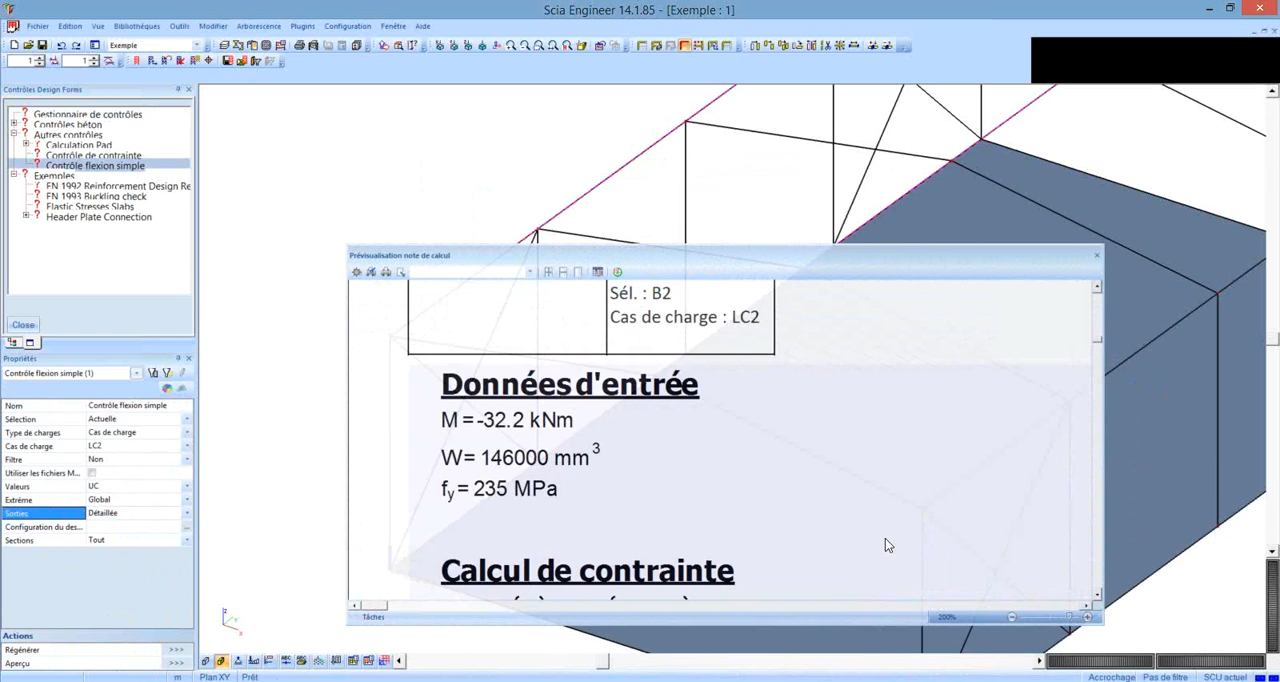 Scia Engineer 14.1.85 - [Exemple : 1]
Fichier Edition Vue Bibliothèques Outils Modifier Arborescence Plugins Configuration Fenêtre Aide
Exemple
1 1
Contrôles Design Forms
Gestionnaire de contrôles
Contrôles béton
Autres contrôles
Calculation Pad
Contrôle de contrainte
Contrôle flexion simple
Exemples
EN 1992 Reinforcement Design Re
EN 1993 Buckling check
Elastic Stresses Slabs
Header Plate Connection
Close
Propriétés
Contrôle flexion simple (1)
Nom Contrôle flexion simple
Sélection Actuelle
Type de charges Cas de charge
Cas de charge LC2
Filtre Non
Utiliser les fichiers M...
Valeurs UC
Extrême Global
Sorties Détaillée
Configuration du des... ...
Sections Tout
Actions
Régénérer >>>
Aperçu >>>
Prévisualisation note de calcul
Sél. : B2
Cas de charge : LC2
Données d'entrée
M = -32.2 kNm
W = 146000 mm³
fy = 235 MPa
Calcul de contrainte
Tâches 200%
z
y
x
m Plan XY Prêt Accrochage Pas de filtre SCU actuel